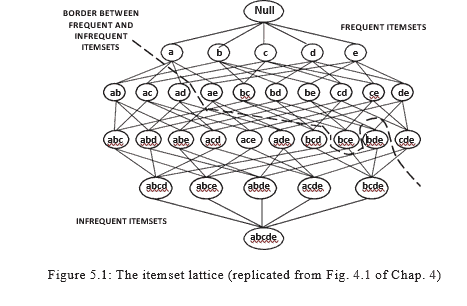 Null
BORDER BETWEEN
FREQUENT AND
INFREQUENT
ITEMSETS
FREQUENT ITEMSETS
a b c d e
ab ac ad ae bc bd be cd ce de
abc abd abe acd ace ade bcd bce bde cde
abcd abce abde acde bcde
INFREQUENT ITEMSETS
abcde
Figure 5.1: The itemset lattice (replicated from Fig. 4.1 of Chap. 4)